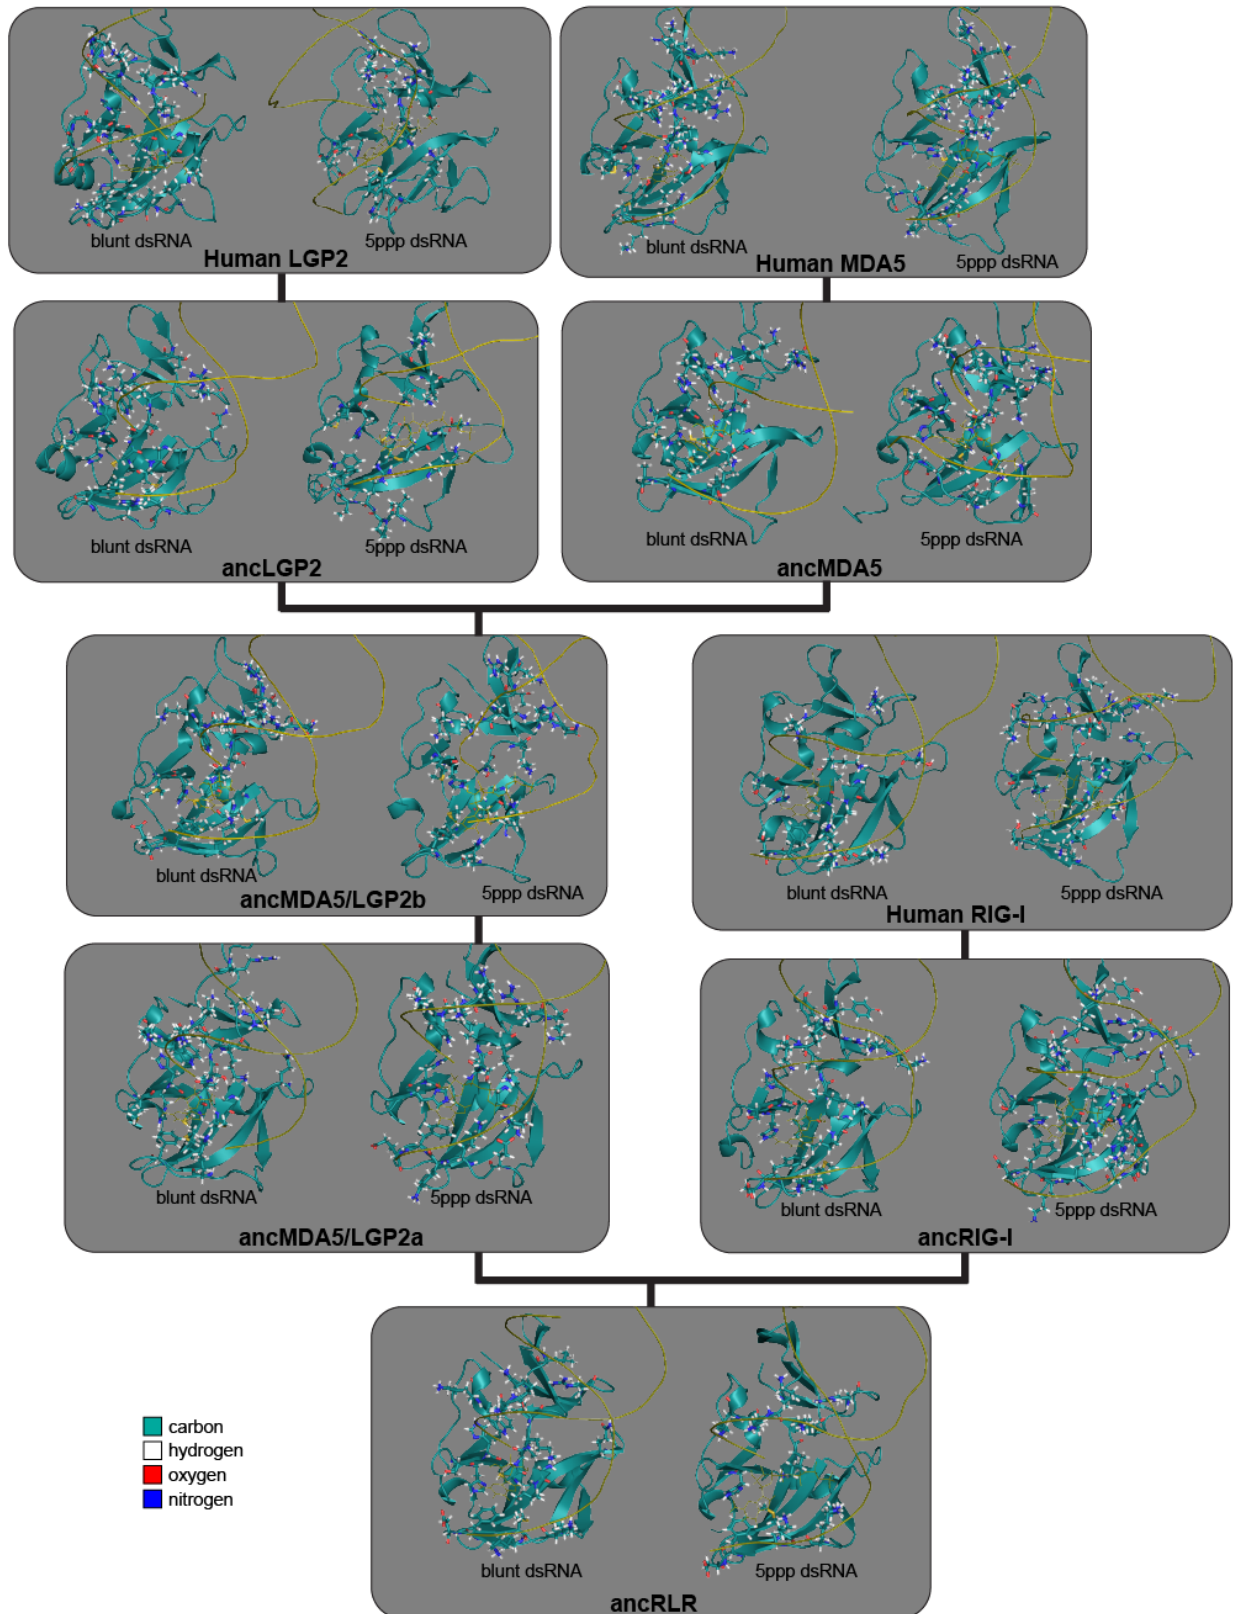 blunt dsRNA
5ppp dsRNA
Human LGP2
blunt dsRNA
5ppp dsRNA
Human MDA5
blunt dsRNA
5ppp dsRNA
ancLGP2
blunt dsRNA
5ppp dsRNA
ancMDA5
blunt dsRNA
5ppp dsRNA
ancMDA5/LGP2b
blunt dsRNA
5ppp dsRNA
Human RIG-I
blunt dsRNA
5ppp dsRNA
ancMDA5/LGP2a
blunt dsRNA
5ppp dsRNA
ancRIG-I
carbon
hydrogen
oxygen
nitrogen
blunt dsRNA
5ppp dsRNA
ancRLR